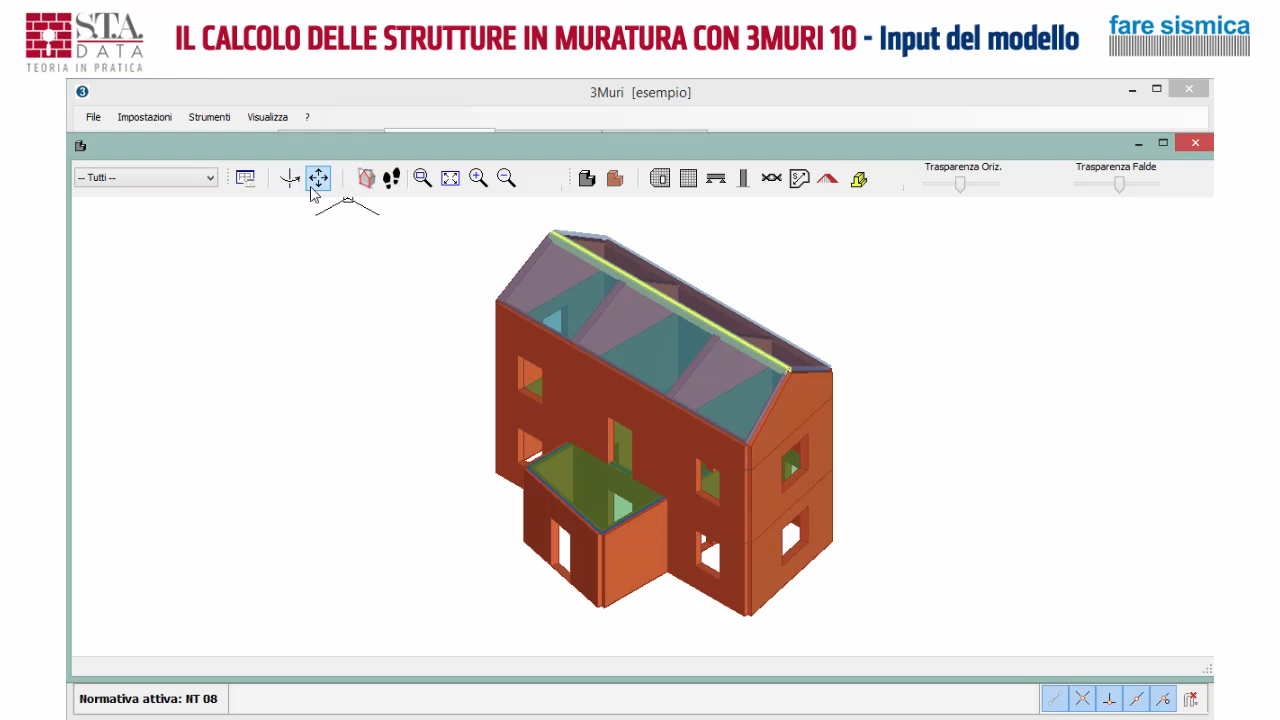 S.T.A.
DATA
TEORIA IN PRATICA
IL CALCOLO DELLE STRUTTURE IN MURATURA CON 3MURI 10 - Input del modello
fare sismica
3 3Muri [esempio]
File Impostazioni Strumenti Visualizza ?
-- Tutti --
Trasparenza Oriz. Trasparenza Falde
Normativa attiva: NT 08